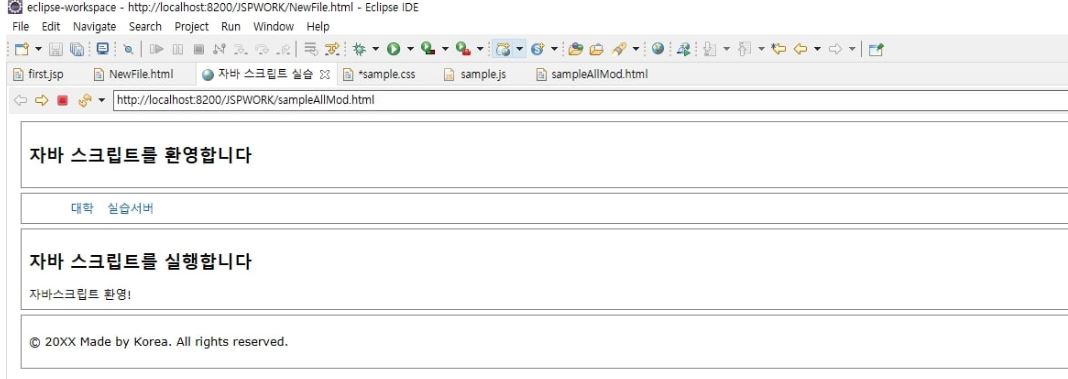 eclipse-workspace - http://localhost:8200/JSPWORK/NewFile.html - Eclipse IDE
File Edit Navigate Search Project Run Window Help
first.jsp NewFile.html 자바 스크립트 실습 *sample.css sample.js sampleAllMod.html
http://localhost:8200/JSPWORK/sampleAllMod.html
자바 스크립트를 환영합니다
대학 실습서버
자바 스크립트를 실행합니다
자바스크립트 환영!
© 20XX Made by Korea. All rights reserved.